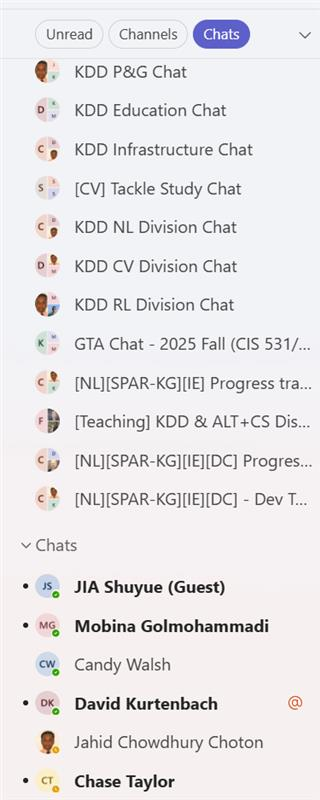 Unread Channels Chats
KDD P&G Chat
D KDD Education Chat
C KDD Infrastructure Chat
S [CV] Tackle Study Chat
C KDD NL Division Chat
D KDD CV Division Chat
KDD RL Division Chat
K GTA Chat - 2025 Fall (CIS 531/...
C [NL][SPAR-KG][IE] Progress tra...
F [Teaching] KDD & ALT+CS Dis...
C [NL][SPAR-KG][IE][DC] Progres...
C [NL][SPAR-KG][IE][DC] - Dev T...
Chats
JS JIA Shuyue (Guest)
MG Mobina Golmohammadi
CW Candy Walsh
DK David Kurtenbach @
Jahid Chowdhury Choton
CT Chase Taylor